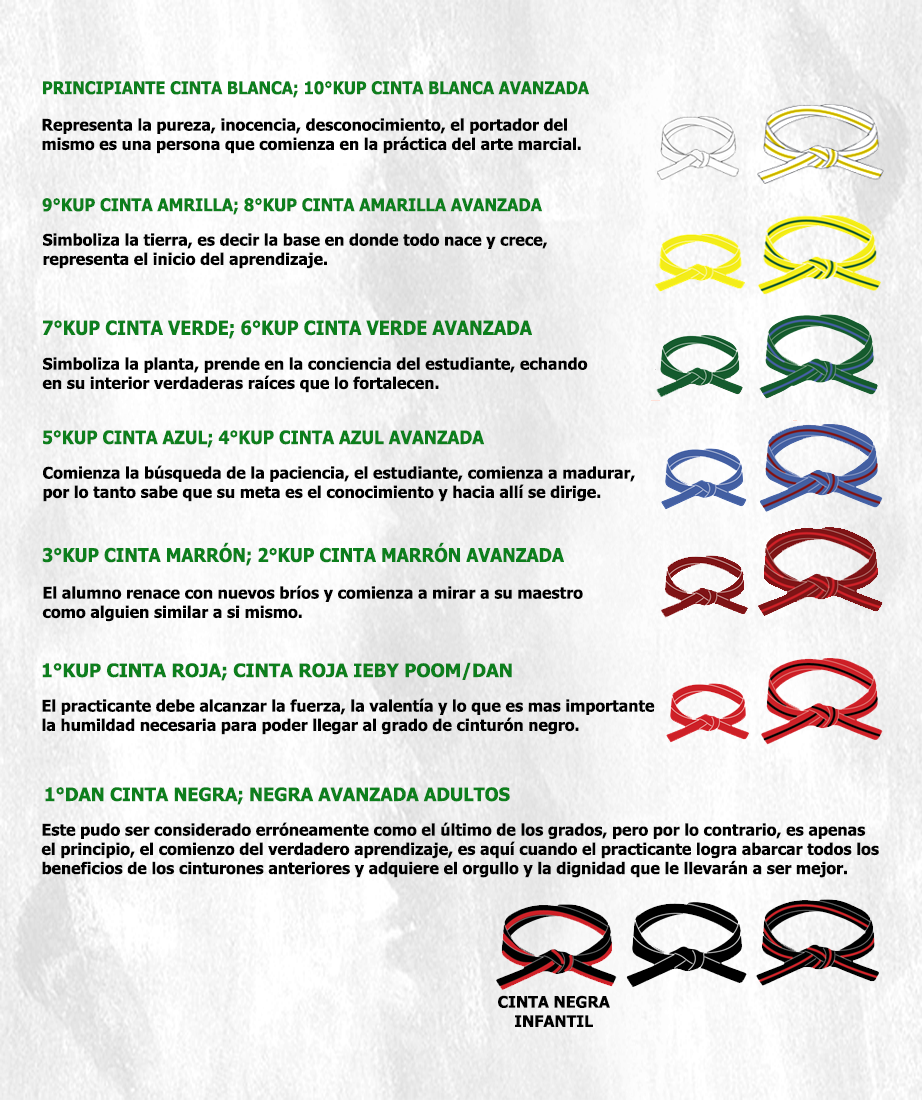 PRINCIPIANTE CINTA BLANCA; 10°KUP CINTA BLANCA AVANZADA
Representa la pureza, inocencia, desconocimiento, el portador del
mismo es una persona que comienza en la práctica del arte marcial.
9°KUP CINTA AMRILLA; 8°KUP CINTA AMARILLA AVANZADA
Simboliza la tierra, es decir la base en donde todo nace y crece,
representa el inicio del aprendizaje.
7°KUP CINTA VERDE; 6°KUP CINTA VERDE AVANZADA
Simboliza la planta, prende en la conciencia del estudiante, echando
en su interior verdaderas raíces que lo fortalecen.
5°KUP CINTA AZUL; 4°KUP CINTA AZUL AVANZADA
Comienza la búsqueda de la paciencia, el estudiante, comienza a madurar,
por lo tanto sabe que su meta es el conocimiento y hacia allí se dirige.
3°KUP CINTA MARRÓN; 2°KUP CINTA MARRÓN AVANZADA
El alumno renace con nuevos bríos y comienza a mirar a su maestro
como alguien similar a si mismo.
1°KUP CINTA ROJA; CINTA ROJA IEBY POOM/DAN
El practicante debe alcanzar la fuerza, la valentía y lo que es mas importante
la humildad necesaria para poder llegar al grado de cinturón negro.
1°DAN CINTA NEGRA; NEGRA AVANZADA ADULTOS
Este pudo ser considerado erróneamente como el último de los grados, pero por lo contrario, es apenas
el principio, el comienzo del verdadero aprendizaje, es aquí cuando el practicante logra abarcar todos los
beneficios de los cinturones anteriores y adquiere el orgullo y la dignidad que le llevarán a ser mejor.
CINTA NEGRA
INFANTIL